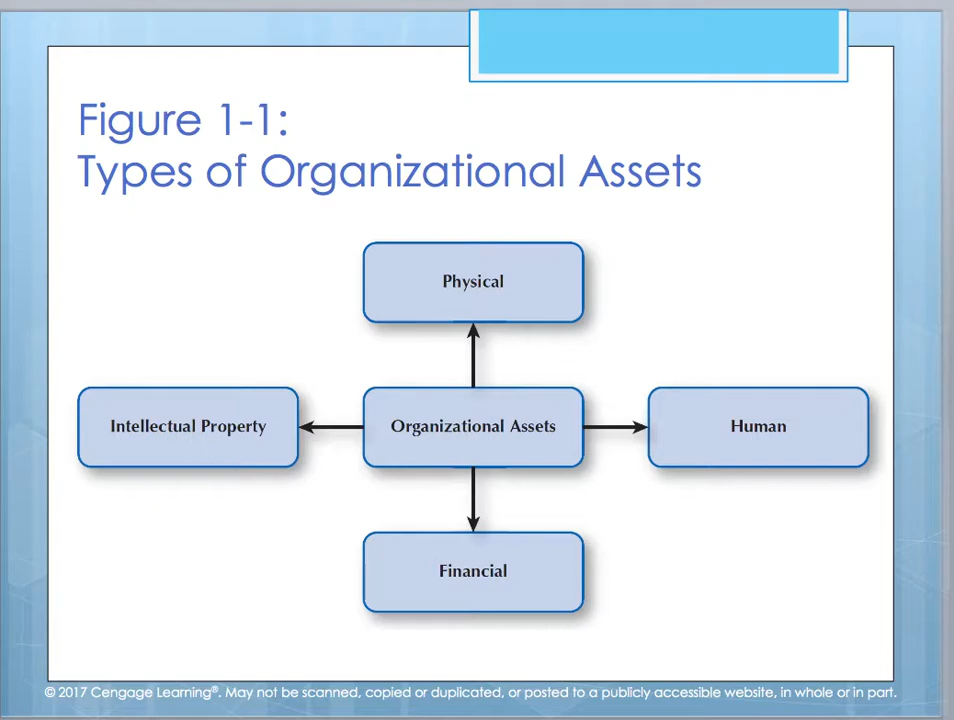 Figure 1-1:
Types of Organizational Assets
Physical
Intellectual Property
Organizational Assets
Human
Financial
© 2017 Cengage Learning®. May not be scanned, copied or duplicated, or posted to a publicly accessible website, in whole or in part.